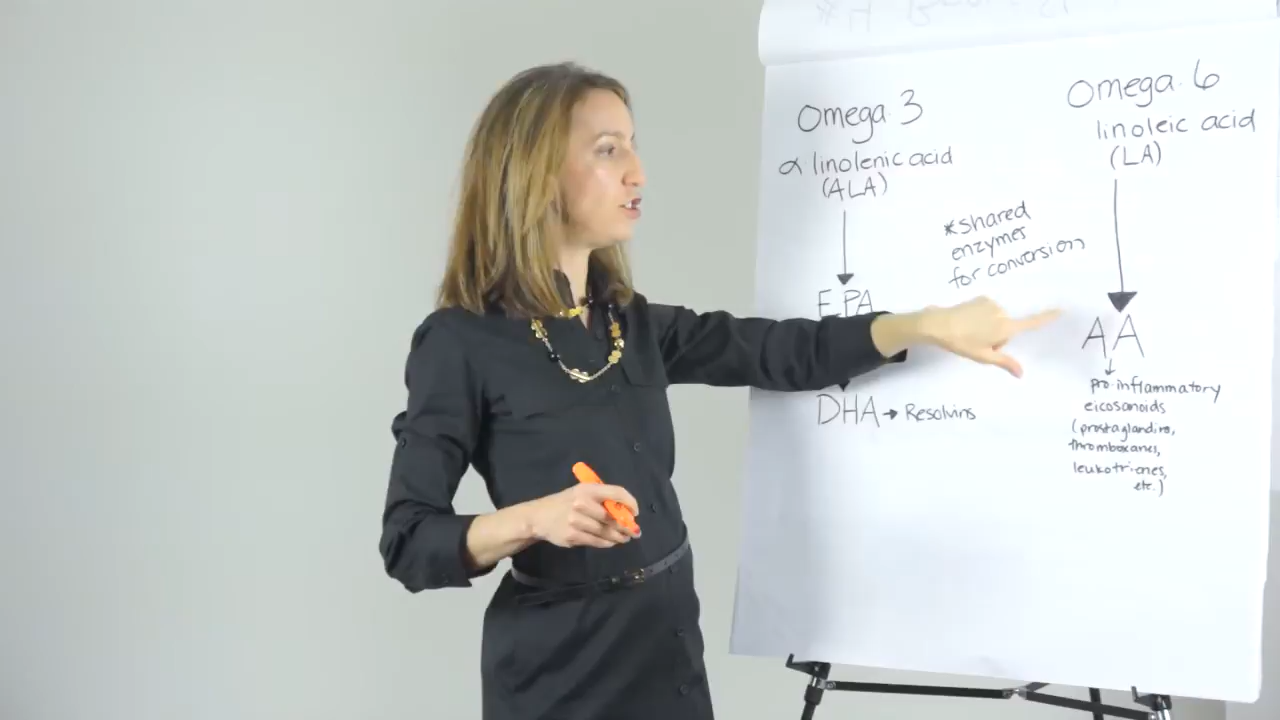 Omega 3
α linolenic acid
(ALA)
EPA
DHA → Resolvins
*shared
enzymes
for conversion
Omega 6
linoleic acid
(LA)
AA
pro-inflammatory
eicosanoids
(prostaglandins,
thromboxanes,
leukotrienes,
etc.)